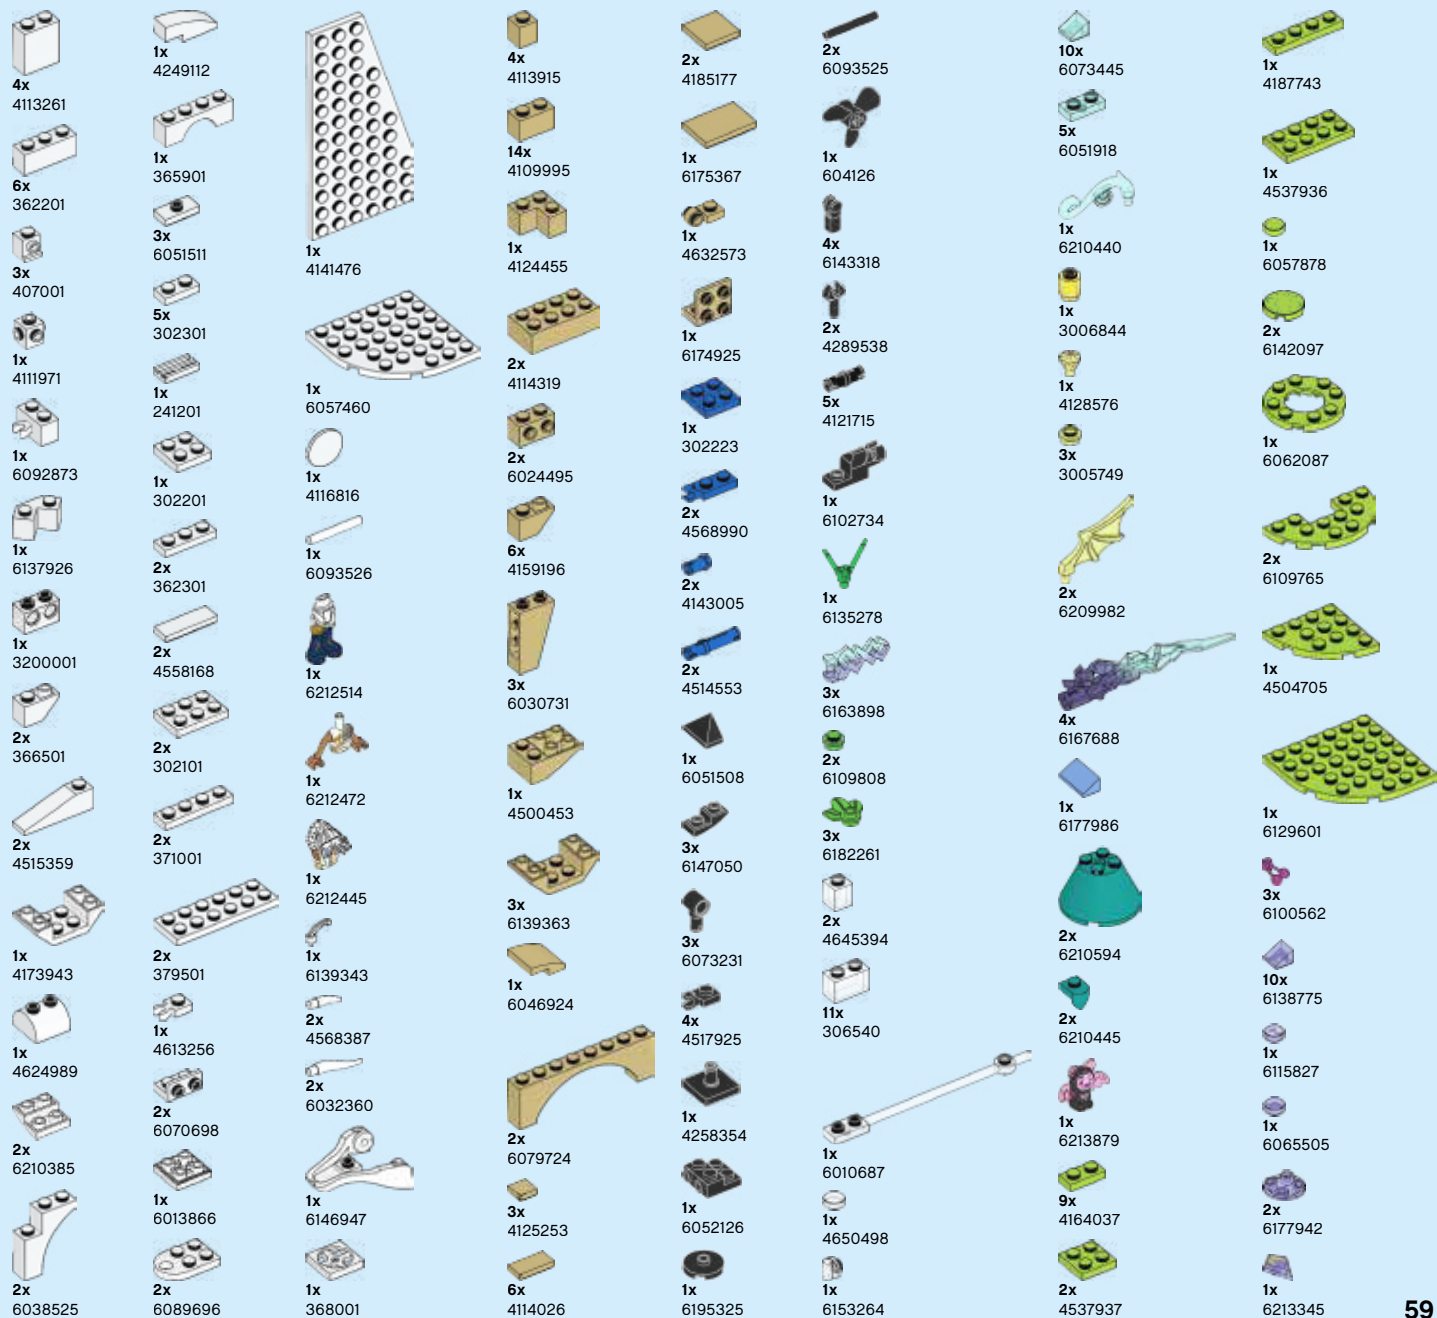 4x
4113261
6x
362201
3x
407001
1x
4111971
1x
6092873
1x
6137926
1x
3200001
2x
366501
2x
4515359
1x
4173943
1x
4624989
2x
6210385
2x
6038525
1x
4249112
1x
365901
3x
6051511
5x
302301
1x
241201
1x
302201
2x
362301
2x
4558168
2x
302101
2x
371001
2x
379501
1x
4613256
2x
6070698
1x
6013866
2x
6089696
1x
4141476
1x
6057460
1x
4116816
1x
6093526
1x
6212514
1x
6212472
1x
6212445
1x
6139343
2x
4568387
2x
6032360
1x
6146947
1x
368001
4x
4113915
14x
4109995
1x
4124455
2x
4114319
2x
6024495
6x
4159196
3x
6030731
1x
4500453
3x
6139363
1x
6046924
2x
6079724
3x
4125253
6x
4114026
2x
4185177
1x
6175367
1x
4632573
1x
6174925
1x
302223
2x
4568990
2x
4143005
2x
4514553
1x
6051508
3x
6147050
3x
6073231
4x
4517925
1x
4258354
1x
6052126
1x
6195325
2x
6093525
1x
604126
4x
6143318
2x
4289538
5x
4121715
1x
6102734
1x
6135278
3x
6163898
2x
6109808
3x
6182261
2x
4645394
11x
306540
1x
6010687
1x
4650498
1x
6153264
10x
6073445
5x
6051918
1x
6210440
1x
3006844
1x
4128576
3x
3005749
2x
6209982
4x
6167688
1x
6177986
2x
6210594
2x
6210445
1x
6213879
9x
4164037
2x
4537937
1x
4187743
1x
4537936
1x
6057878
2x
6142097
1x
6062087
2x
6109765
1x
4504705
1x
6129601
3x
6100562
10x
6138775
1x
6115827
1x
6065505
2x
6177942
1x
6213345
59